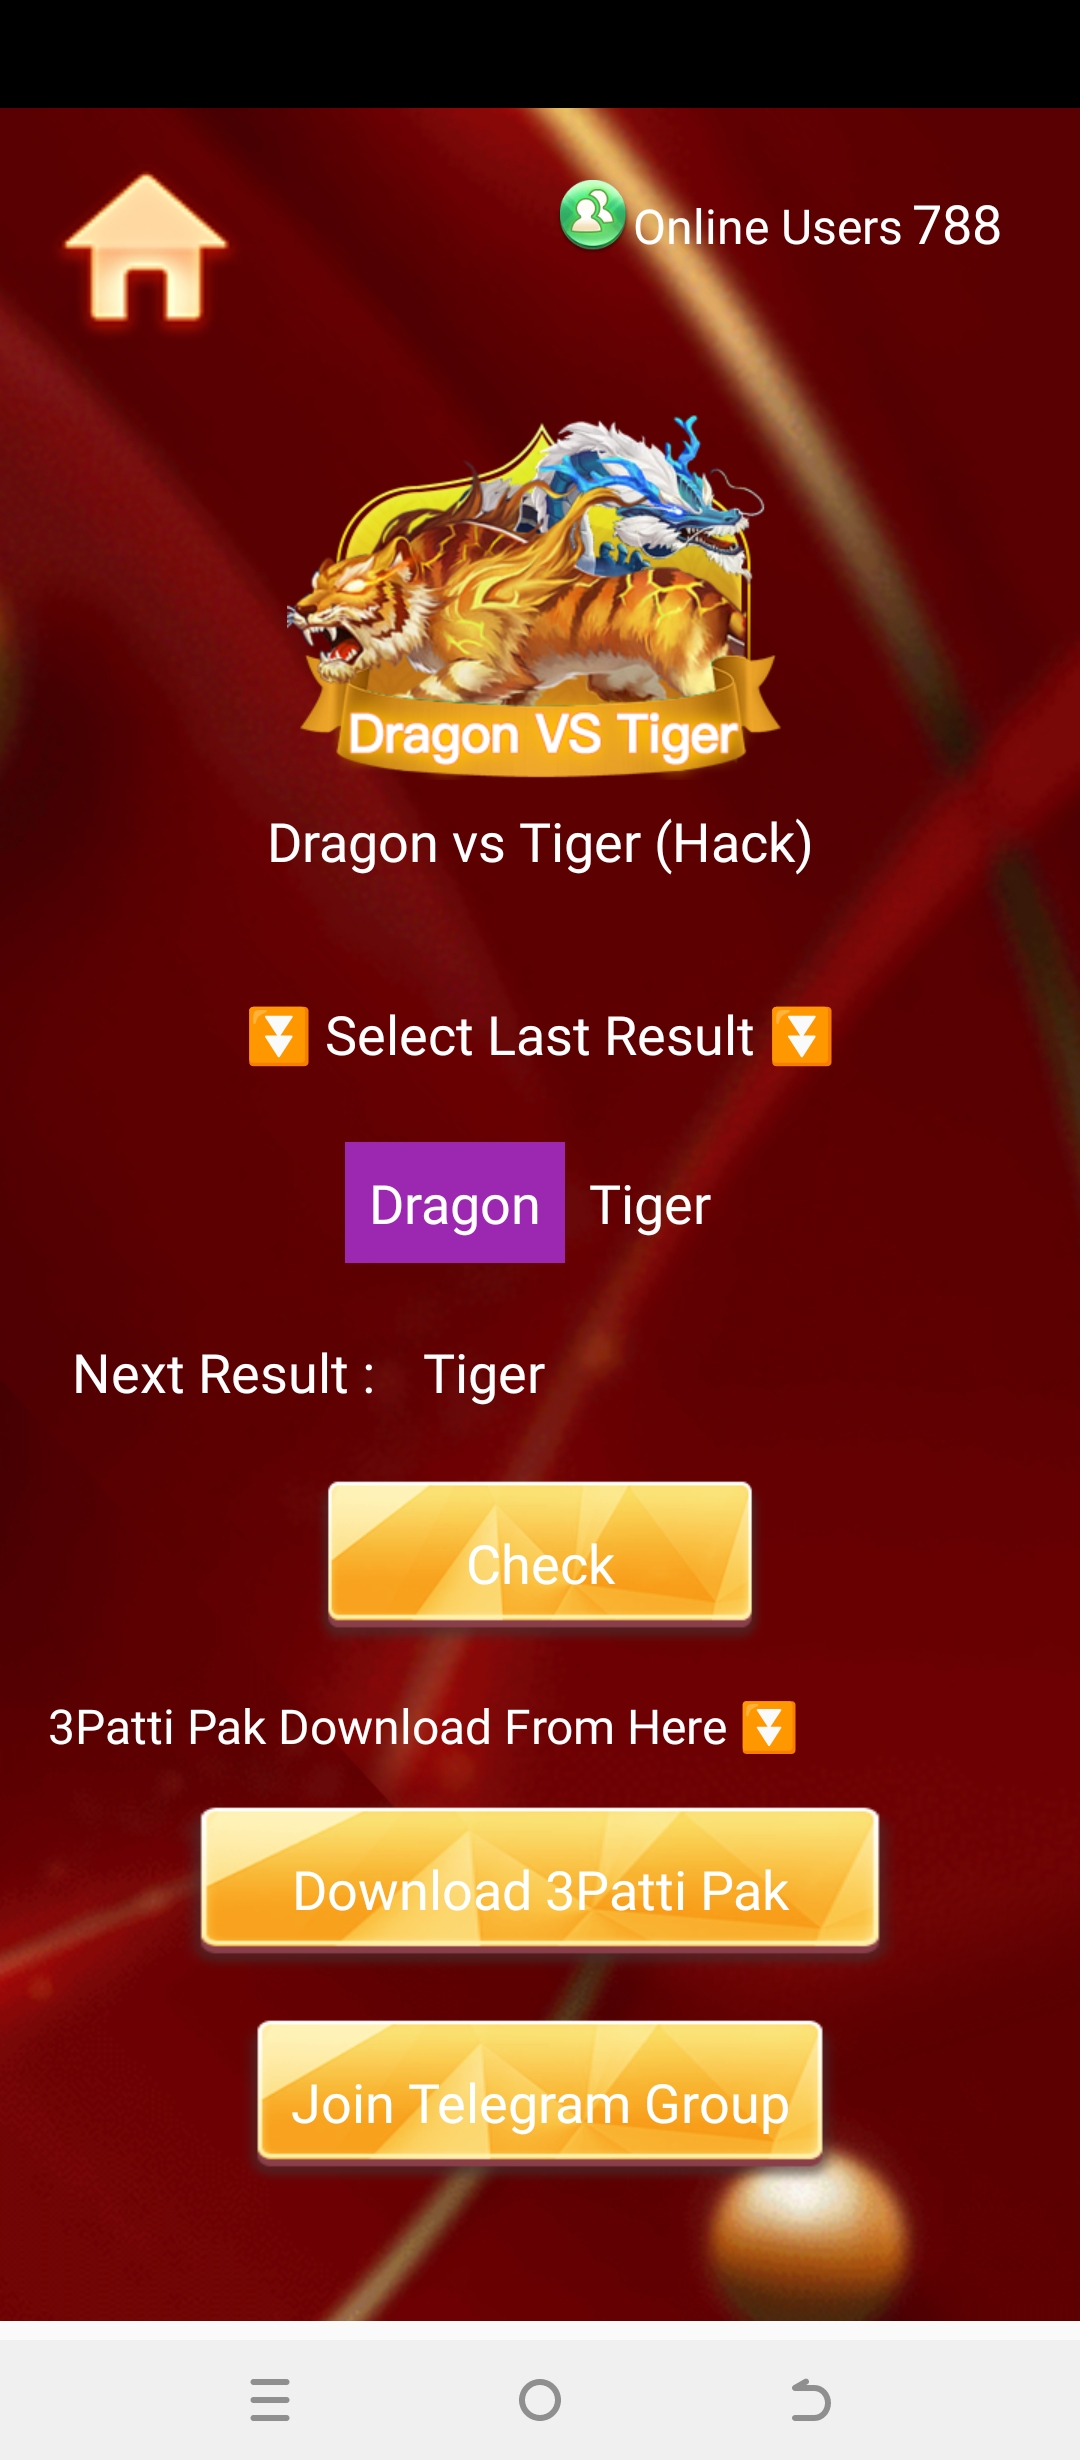 Online Users 788
Dragon VS Tiger
Dragon vs Tiger (Hack)
⏬ Select Last Result ⏬
Dragon Tiger
Next Result : Tiger
Check
3Patti Pak Download From Here ⏬
Download 3Patti Pak
Join Telegram Group